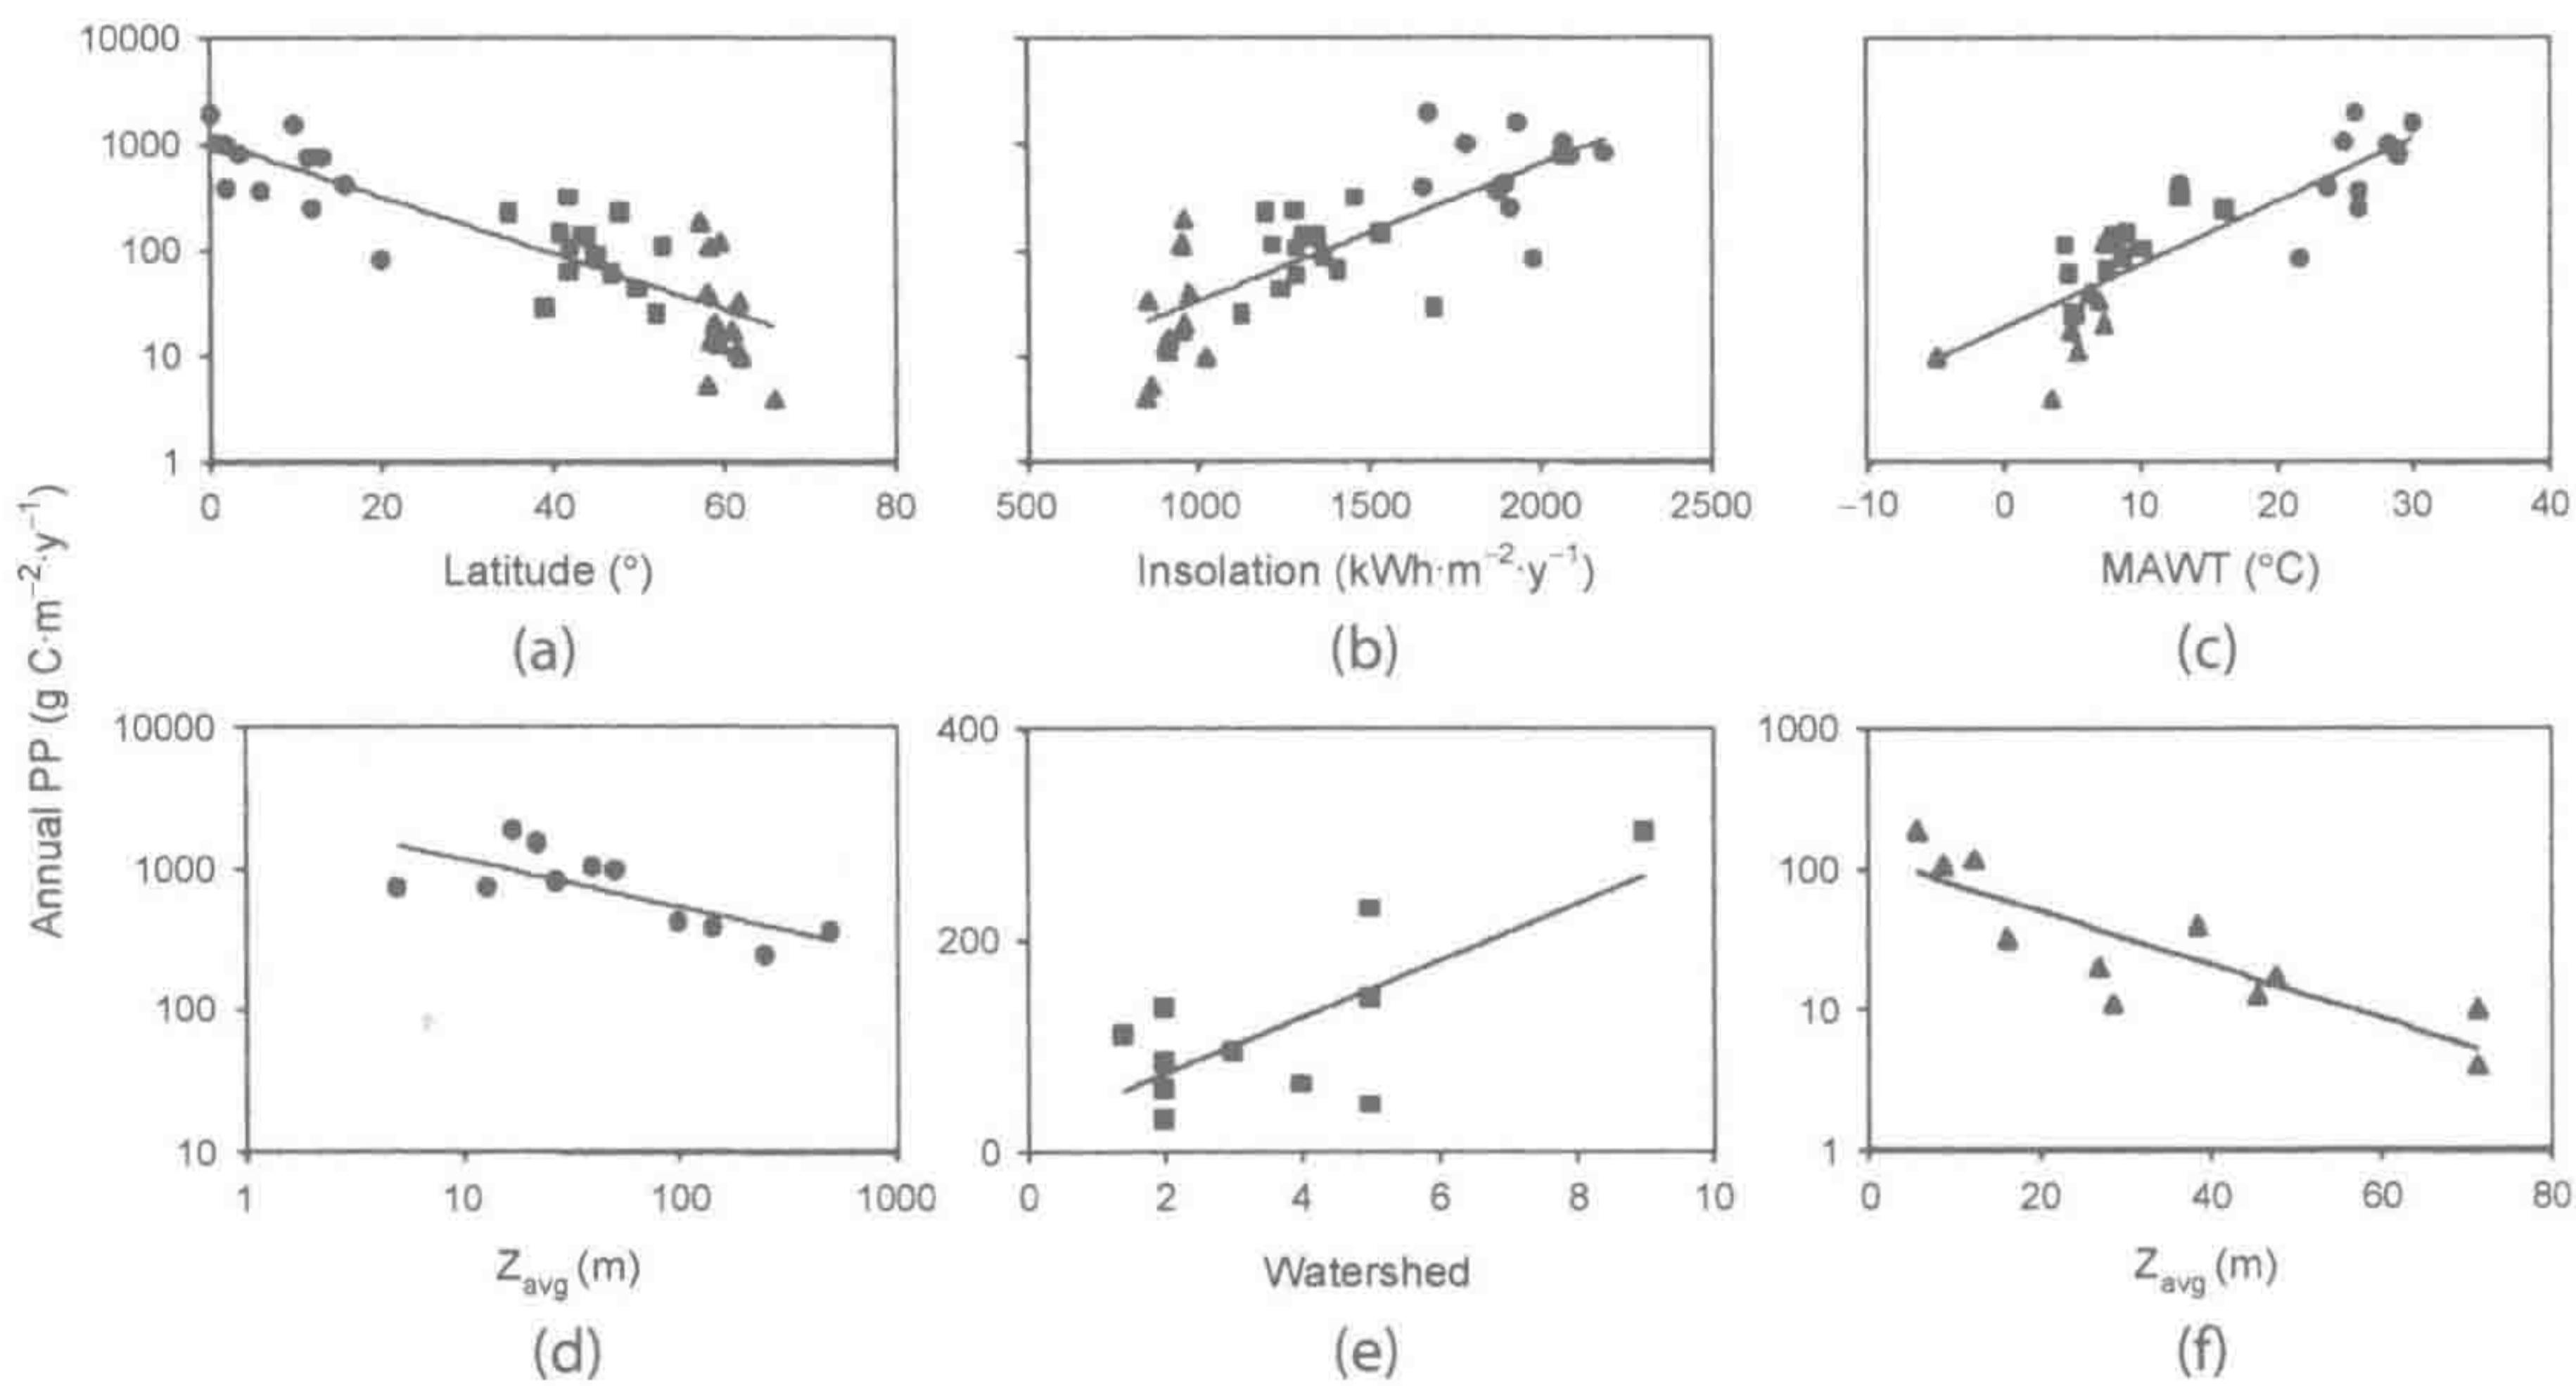 10000
1000
100
10
1
0 20 40 60 80
Latitude (°)
(a)
500 1000 1500 2000 2500
Insolation (kWh·m⁻²·y⁻¹)
(b)
−10 0 10 20 30 40
MAWT (°C)
(c)
Annual PP (g C·m⁻²·y⁻¹)
10000
1000
100
10
1 10 100 1000
Zavg (m)
(d)
400
200
0
0 2 4 6 8 10
Watershed
(e)
1000
100
10
1
0 20 40 60 80
Zavg (m)
(f)